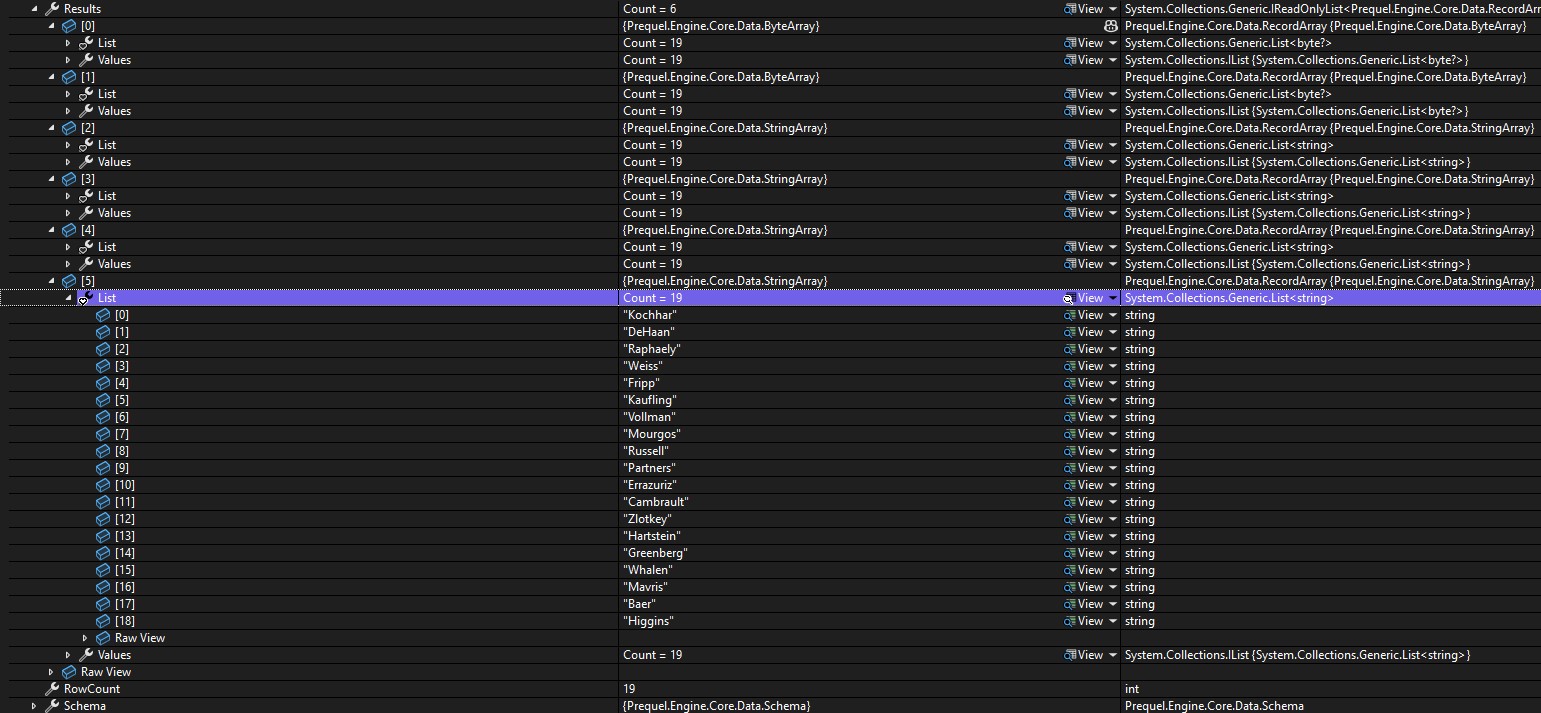 Results Count = 6 View System.Collections.Generic.IReadOnlyList<Prequel.Engine.Core.Data.RecordArr
[0] {Prequel.Engine.Core.Data.ByteArray} Prequel.Engine.Core.Data.RecordArray {Prequel.Engine.Core.Data.ByteArray}
List Count = 19 View System.Collections.Generic.List<byte?>
Values Count = 19 View System.Collections.IList {System.Collections.Generic.List<byte?>}
[1] {Prequel.Engine.Core.Data.ByteArray} Prequel.Engine.Core.Data.RecordArray {Prequel.Engine.Core.Data.ByteArray}
List Count = 19 View System.Collections.Generic.List<byte?>
Values Count = 19 View System.Collections.IList {System.Collections.Generic.List<byte?>}
[2] {Prequel.Engine.Core.Data.StringArray} Prequel.Engine.Core.Data.RecordArray {Prequel.Engine.Core.Data.StringArray}
List Count = 19 View System.Collections.Generic.List<string>
Values Count = 19 View System.Collections.IList {System.Collections.Generic.List<string>}
[3] {Prequel.Engine.Core.Data.StringArray} Prequel.Engine.Core.Data.RecordArray {Prequel.Engine.Core.Data.StringArray}
List Count = 19 View System.Collections.Generic.List<string>
Values Count = 19 View System.Collections.IList {System.Collections.Generic.List<string>}
[4] {Prequel.Engine.Core.Data.StringArray} Prequel.Engine.Core.Data.RecordArray {Prequel.Engine.Core.Data.StringArray}
List Count = 19 View System.Collections.Generic.List<string>
Values Count = 19 View System.Collections.IList {System.Collections.Generic.List<string>}
[5] {Prequel.Engine.Core.Data.StringArray} Prequel.Engine.Core.Data.RecordArray {Prequel.Engine.Core.Data.StringArray}
List Count = 19 View System.Collections.Generic.List<string>
[0] "Kochhar" View string
[1] "DeHaan" View string
[2] "Raphaely" View string
[3] "Weiss" View string
[4] "Fripp" View string
[5] "Kaufling" View string
[6] "Vollman" View string
[7] "Mourgos" View string
[8] "Russell" View string
[9] "Partners" View string
[10] "Errazuriz" View string
[11] "Cambrault" View string
[12] "Zlotkey" View string
[13] "Hartstein" View string
[14] "Greenberg" View string
[15] "Whalen" View string
[16] "Mavris" View string
[17] "Baer" View string
[18] "Higgins" View string
Raw View
Values Count = 19 View System.Collections.IList {System.Collections.Generic.List<string>}
Raw View
RowCount 19 int
Schema {Prequel.Engine.Core.Data.Schema} Prequel.Engine.Core.Data.Schema